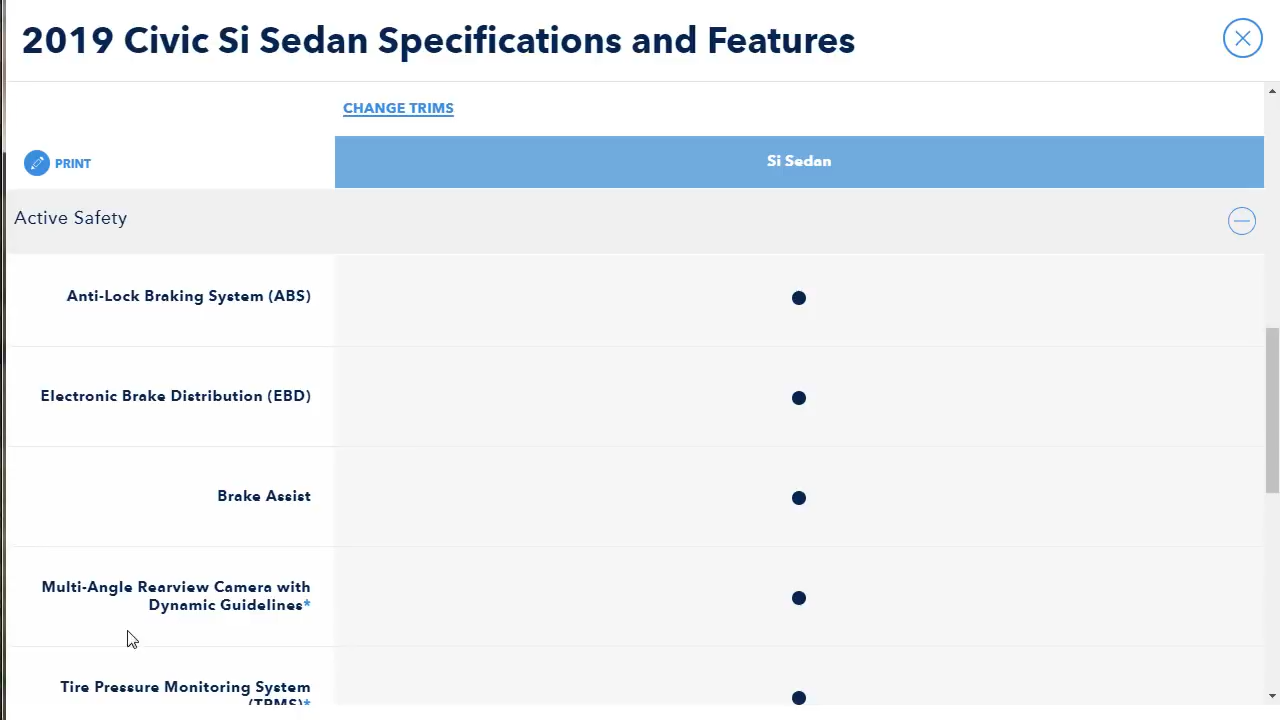 2019 Civic Si Sedan Specifications and Features
CHANGE TRIMS
PRINT
Si Sedan
Active Safety
Anti-Lock Braking System (ABS)
Electronic Brake Distribution (EBD)
Brake Assist
Multi-Angle Rearview Camera with
Dynamic Guidelines*
Tire Pressure Monitoring System
(TPMS)*